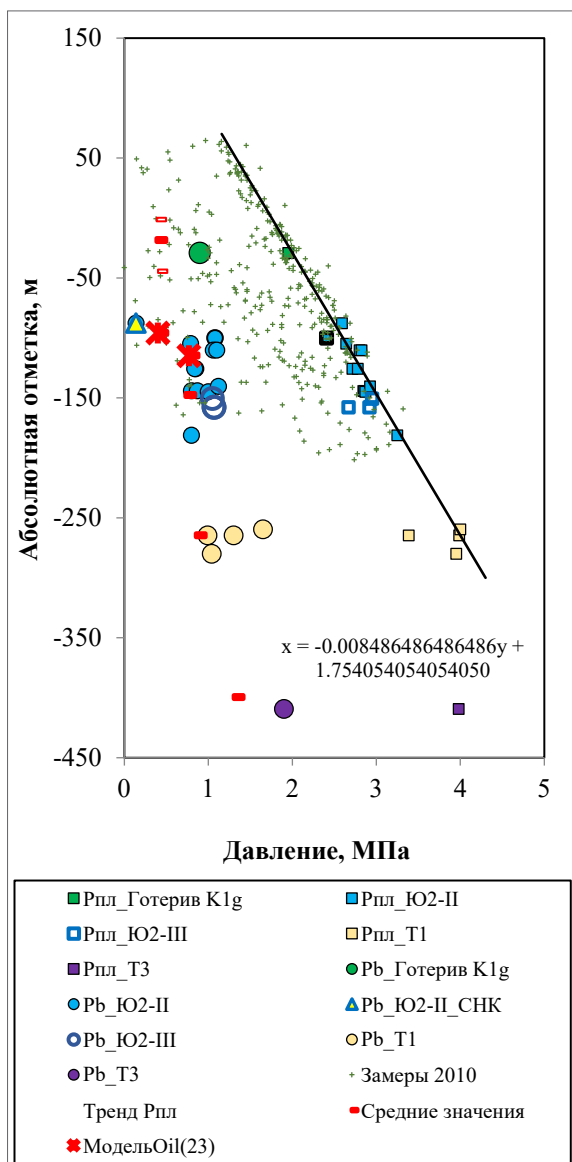 150
50
-50
-150
-250
-350
-450
Абсолютная отметка, м
x = -0.008486486486486y +
1.754054054054050
0 1 2 3 4 5
Давление, МПа
Рпл_Готерив K1g Рпл_Ю2-II
Рпл_Ю2-III Рпл_Т1
Рпл_Т3 Pb_Готерив K1g
Pb_Ю2-II Pb_Ю2-II_СНК
Pb_Ю2-III Pb_Т1
Pb_Т3 Замеры 2010
Тренд Рпл Средние значения
МодельOil(23)